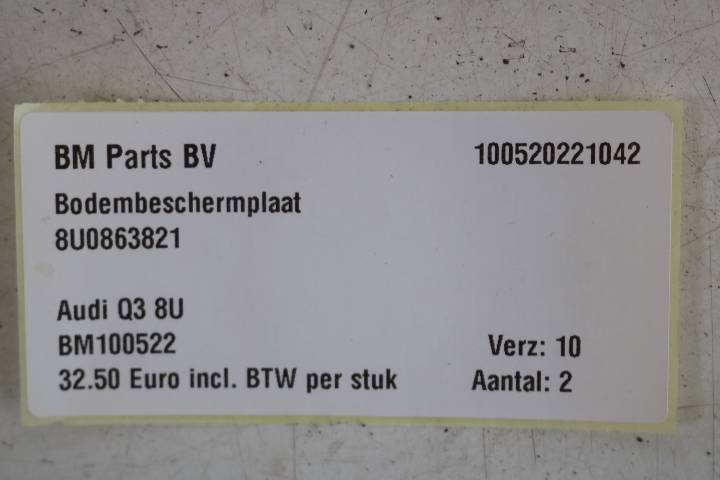 BM Parts BV 100520221042
Bodembeschermplaat
8U0863821
Audi Q3 8U
BM100522 Verz: 10
32.50 Euro incl. BTW per stuk Aantal: 2